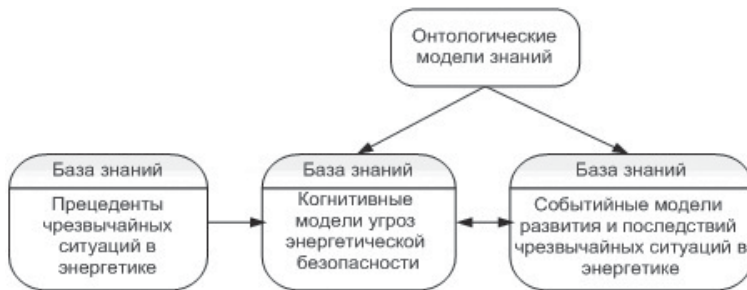 Онтологические
модели знаний
База знаний
Прецеденты
чрезвычайных
ситуаций в
энергетике
База знаний
Когнитивные
модели угроз
энергетической
безопасности
База знаний
Событийные модели
развития и последствий
чрезвычайных ситуаций в
энергетике